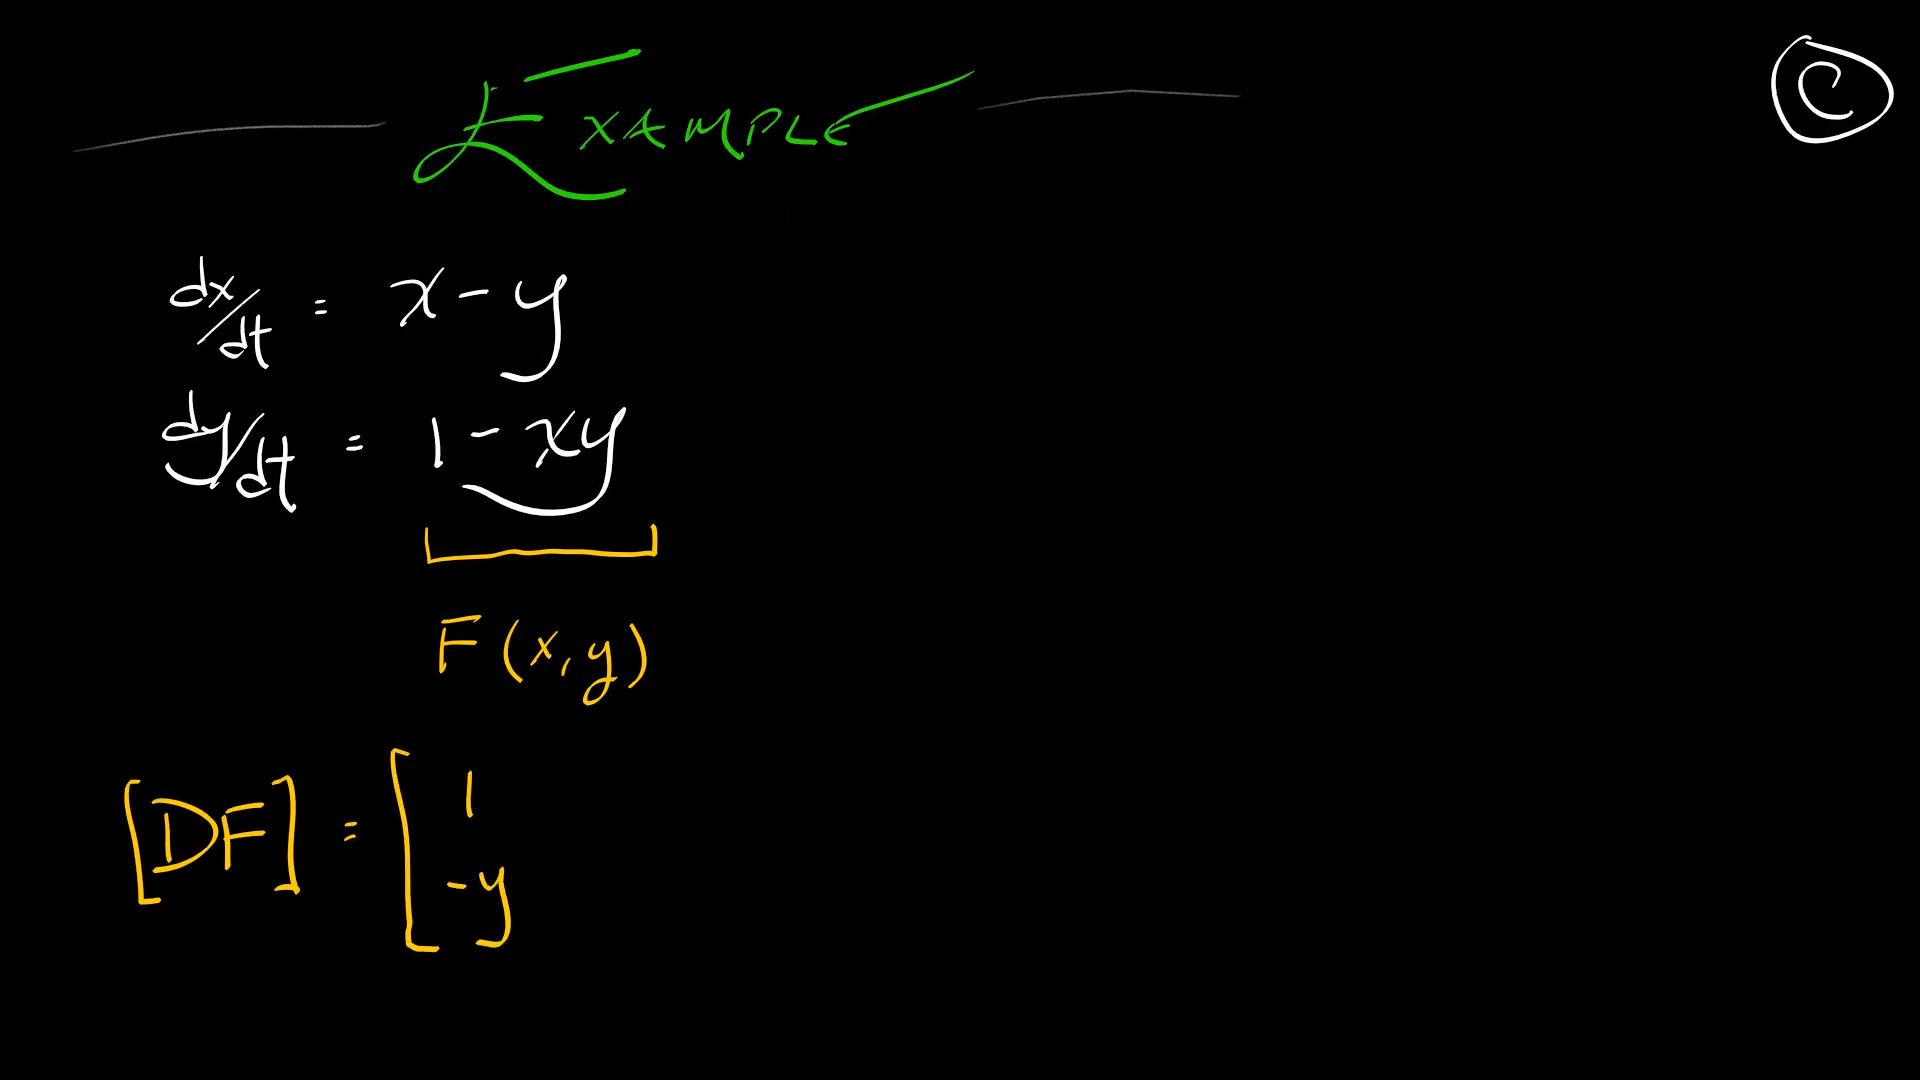 EXAMPLE
C
dx/dt = x - y
dy/dt = 1 - xy
F(x,y)
[DF] = [1
-y